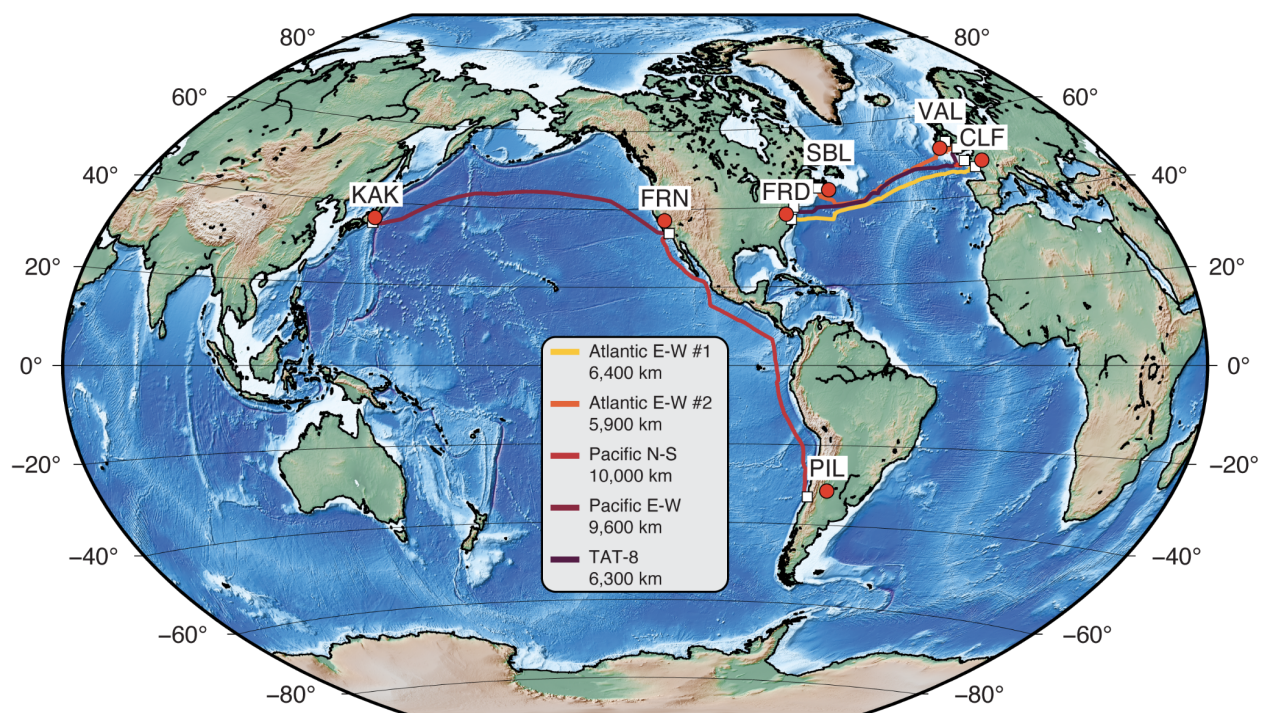 80°
80°
60°
60°
VAL
CLF
SBL
40°
40°
KAK
FRN
FRD
20°
20°
0°
0°
Atlantic E-W #1
6,400 km
Atlantic E-W #2
5,900 km
Pacific N-S
10,000 km
Pacific E-W
9,600 km
TAT-8
6,300 km
PIL
−20°
−20°
−40°
−40°
−60°
−60°
−80°
−80°